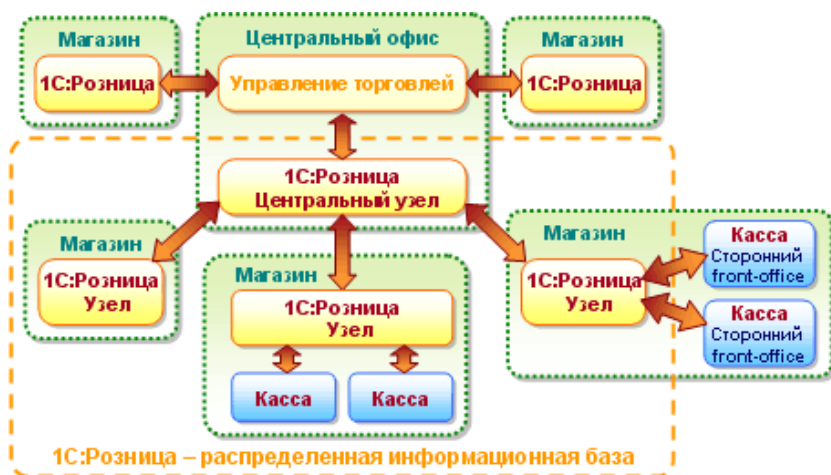 Магазин
1С:Розница
Центральный офис
Управление торговлей
Магазин
1С:Розница
1С:Розница
Центральный узел
Магазин
1С:Розница
Узел
Магазин
1С:Розница
Узел
Касса
Касса
Магазин
1С:Розница
Узел
Касса
Сторонний
front-office
Касса
Сторонний
front-office
1С:Розница – распределенная информационная база